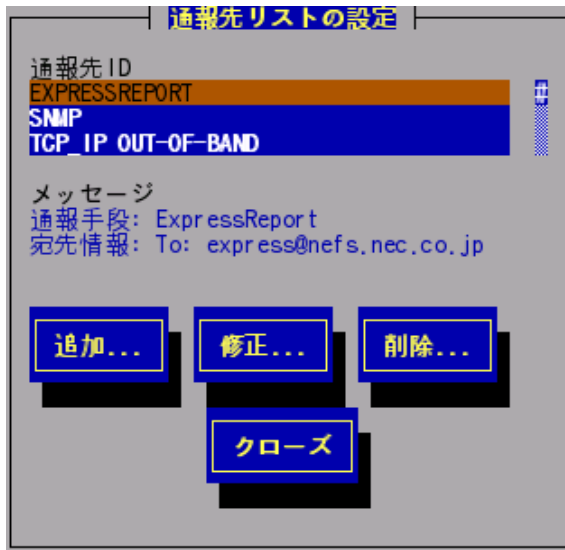 通報先リストの設定
通報先ID
EXPRESSREPORT
SNMP
TCP_IP OUT-OF-BAND
メッセージ
通報手段: ExpressReport
宛先情報: To: express@nefs.nec.co.jp
追加... 修正... 削除...
クローズ